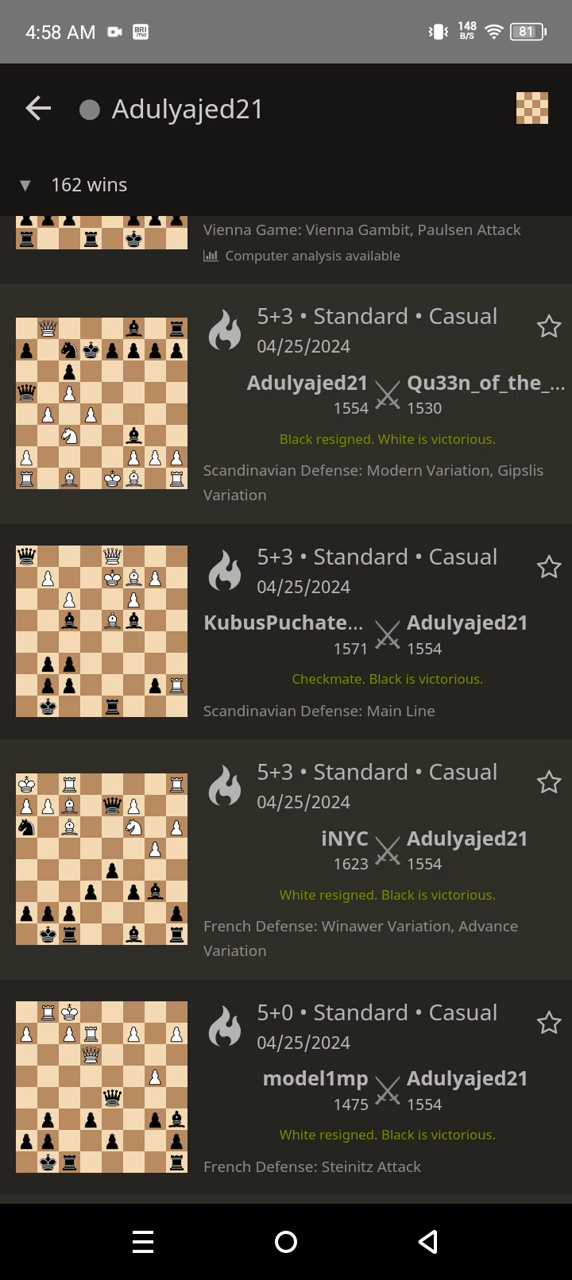 4:58 AM
BRI
mo
148
B/S
81
Adulyajed21
162 wins
Vienna Game: Vienna Gambit, Paulsen Attack
Computer analysis available
5+3 • Standard • Casual
04/25/2024
Adulyajed21
Qu33n_of_the_...
1554
1530
Black resigned. White is victorious.
Scandinavian Defense: Modern Variation, Gipslis
Variation
5+3 • Standard • Casual
04/25/2024
KubusPuchate...
Adulyajed21
1571
1554
Checkmate. Black is victorious.
Scandinavian Defense: Main Line
5+3 • Standard • Casual
04/25/2024
iNYC
Adulyajed21
1623
1554
White resigned. Black is victorious.
French Defense: Winawer Variation, Advance
Variation
5+0 • Standard • Casual
04/25/2024
model1mp
Adulyajed21
1475
1554
White resigned. Black is victorious.
French Defense: Steinitz Attack